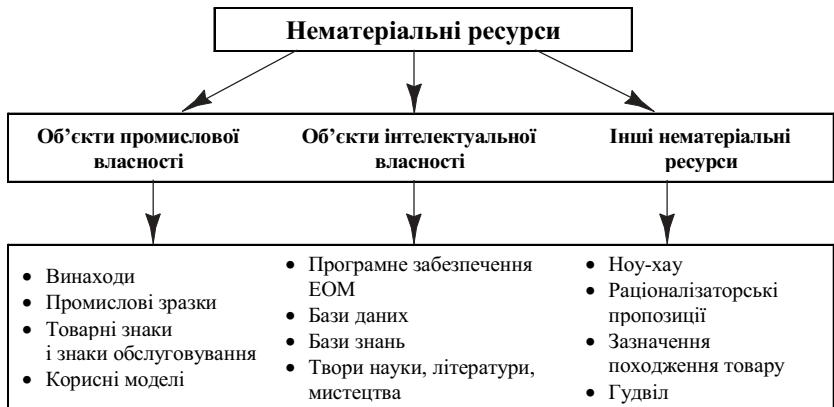 Нематеріальні ресурси
Об’єкти промислової
власності
Об’єкти інтелектуальної
власності
Інші нематеріальні
ресурси
• Винаходи
• Промислові зразки
• Товарні знаки
і знаки обслуговування
• Корисні моделі
• Програмне забезпечення
ЕОМ
• Бази даних
• Бази знань
• Твори науки, літератури,
мистецтва
• Ноу-хау
• Раціоналізаторські
пропозиції
• Зазначення
походження товару
• Гудвіл